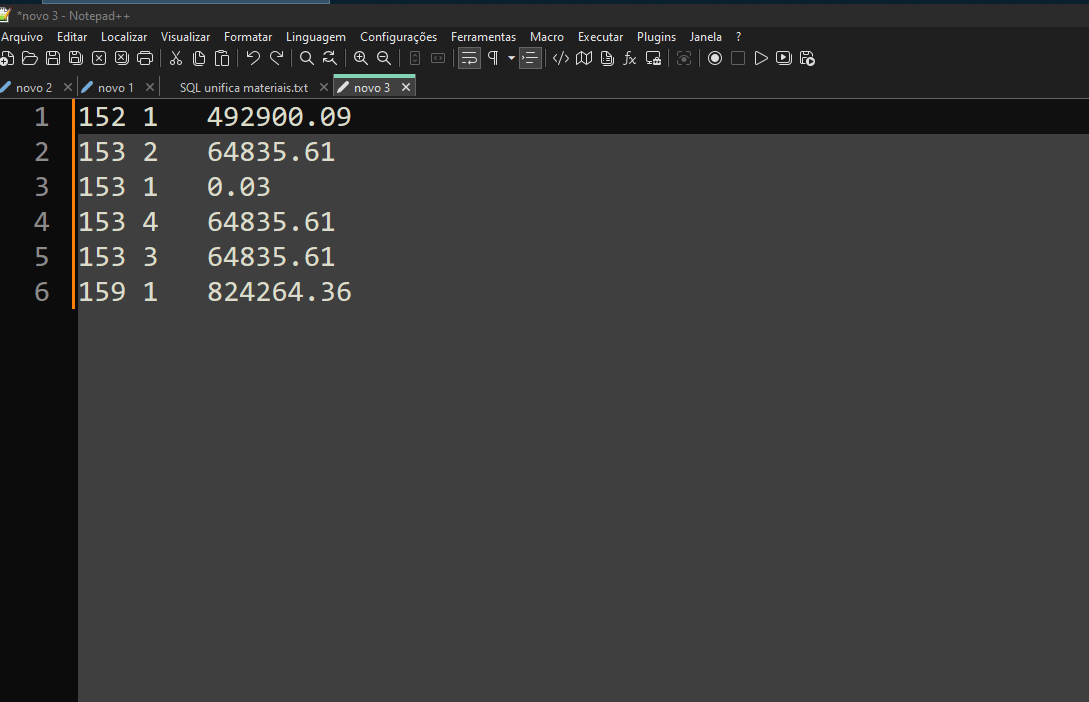 *novo 3 - Notepad++
Arquivo Editar Localizar Visualizar Formatar Linguagem Configurações Ferramentas Macro Executar Plugins Janela ?
novo 2 novo 1 SQL unifica materiais.txt novo 3
1 152 1 492900.09
2 153 2 64835.61
3 153 1 0.03
4 153 4 64835.61
5 153 3 64835.61
6 159 1 824264.36